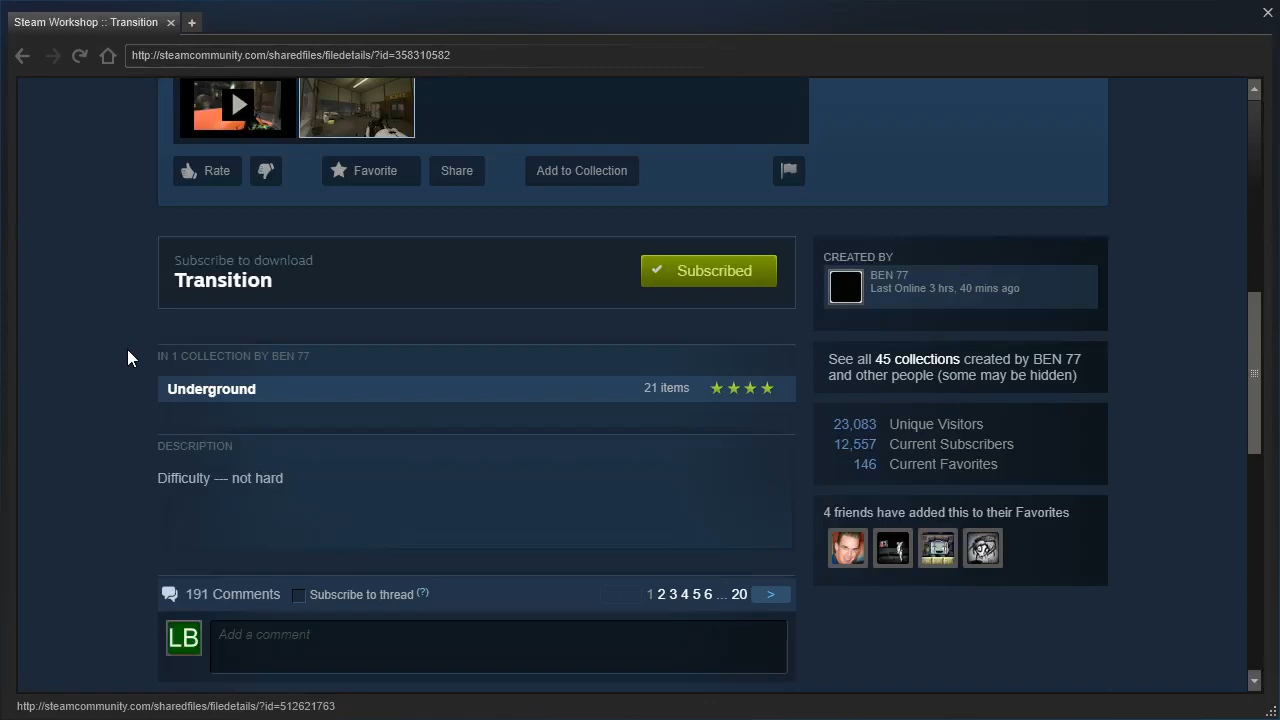 Steam Workshop :: Transition
http://steamcommunity.com/sharedfiles/filedetails/?id=358310582
Rate
Favorite
Share
Add to Collection
Subscribe to download
Transition
Subscribed
CREATED BY
BEN 77
Last Online 3 hrs, 40 mins ago
IN 1 COLLECTION BY BEN 77
Underground 21 items
See all 45 collections created by BEN 77
and other people (some may be hidden)
DESCRIPTION
Difficulty --- not hard
23,083 Unique Visitors
12,557 Current Subscribers
146 Current Favorites
4 friends have added this to their Favorites
191 Comments Subscribe to thread (?) 1 2 3 4 5 6 ... 20 >
LB
Add a comment
http://steamcommunity.com/sharedfiles/filedetails/?id=512621763